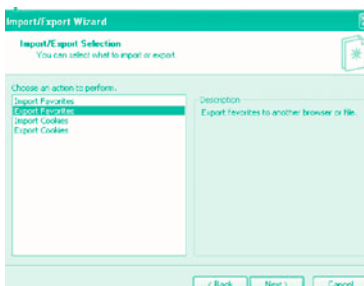 Import/Export Wizard
Import/Export Selection
You can select what to import or export.
Choose an action to perform.
Import Favorites
Export Favorites
Import Cookies
Export Cookies
Description
Export favorites to another browser or file.
< Back
Next >
Cancel